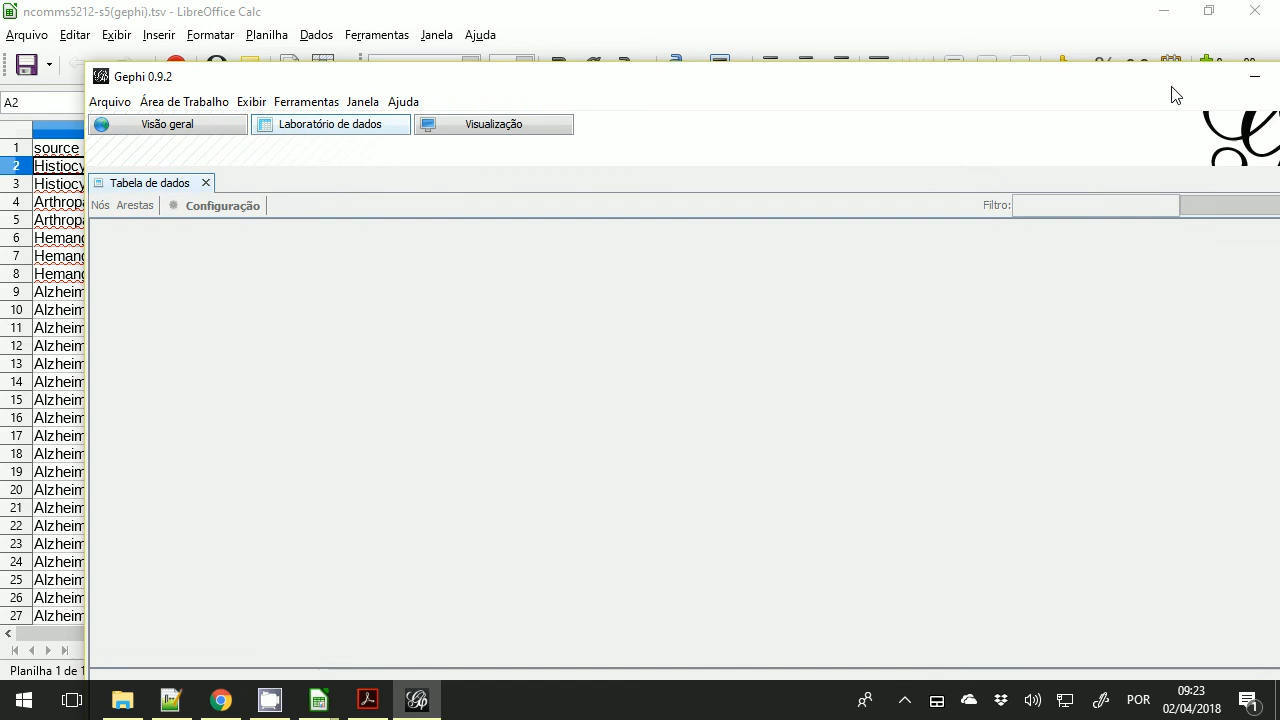 ncomms5212-s5(gephi).tsv - LibreOffice Calc
Arquivo Editar Exibir Inserir Formatar Planilha Dados Ferramentas Janela Ajuda
Gephi 0.9.2
A2
Arquivo Área de Trabalho Exibir Ferramentas Janela Ajuda
Visão geral Laboratório de dados Visualização
1 source
2 Histiocy
3 Histiocy
Tabela de dados
4 Arthropa
5 Arthropa
Nós Arestas Configuração Filtro:
6 Hemang
7 Hemang
8 Hemang
9 Alzheim
10 Alzheim
11 Alzheim
12 Alzheim
13 Alzheim
14 Alzheim
15 Alzheim
16 Alzheim
17 Alzheim
18 Alzheim
19 Alzheim
20 Alzheim
21 Alzheim
22 Alzheim
23 Alzheim
24 Alzheim
25 Alzheim
26 Alzheim
27 Alzheim
Planilha 1 de 1
POR
09:23
02/04/2018
1